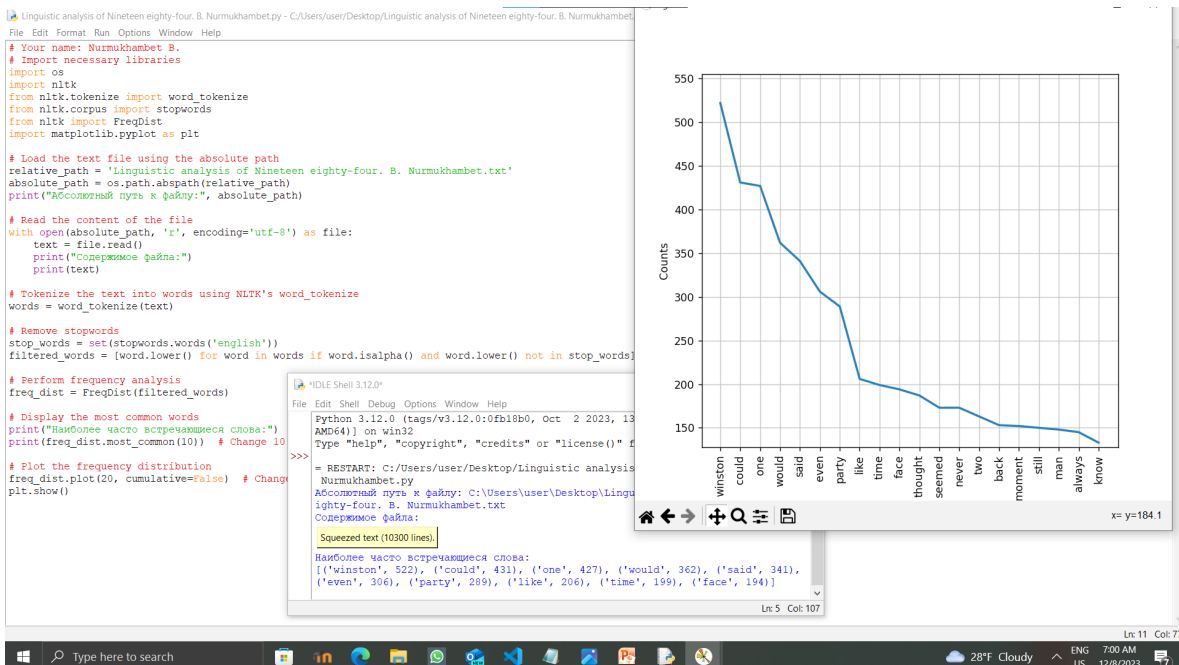 Linguistic analysis of Nineteen eighty-four. B. Nurmukhambet.py - C:/Users/user/Desktop/Linguistic analysis of Nineteen eighty-four. B. Nurmukhambet.
File Edit Format Run Options Window Help
# Your name: Nurmukhambet B.
# Import necessary libraries
import os
import nltk
from nltk.tokenize import word_tokenize
from nltk.corpus import stopwords
from nltk import FreqDist
import matplotlib.pyplot as plt
# Load the text file using the absolute path
relative_path = 'Linguistic analysis of Nineteen eighty-four. B. Nurmukhambet.txt'
absolute_path = os.path.abspath(relative_path)
print("Абсолютный путь к файлу:", absolute_path)
# Read the content of the file
with open(absolute_path, 'r', encoding='utf-8') as file:
    text = file.read()
    print("Содержимое файла:")
    print(text)
# Tokenize the text into words using NLTK's word_tokenize
words = word_tokenize(text)
# Remove stopwords
stop_words = set(stopwords.words('english'))
filtered_words = [word.lower() for word in words if word.isalpha() and word.lower() not in stop_words]
# Perform frequency analysis
freq_dist = FreqDist(filtered_words)
# Display the most common words
print("Наиболее часто встречающиеся слова:")
print(freq_dist.most_common(10))  # Change 10
# Plot the frequency distribution
freq_dist.plot(20, cumulative=False)  # Chang
plt.show()
*IDLE Shell 3.12.0*
File Edit Shell Debug Options Window Help
Python 3.12.0 (tags/v3.12.0:0fb18b0, Oct  2 2023, 13
AMD64)] on win32
Type "help", "copyright", "credits" or "license()" f
>>>
= RESTART: C:/Users/user/Desktop/Linguistic analysis
 Nurmukhambet.py
Абсолютный путь к файлу: C:\Users\user\Desktop\Lingu
ighty-four. B. Nurmukhambet.txt
Содержимое файла:
Squeezed text (10300 lines).
Наиболее часто встречающиеся слова:
[('winston', 522), ('could', 431), ('one', 427), ('would', 362), ('said', 341),
('even', 306), ('party', 289), ('like', 206), ('time', 199), ('face', 194)]
Ln: 5 Col: 107
550
500
450
400
350
300
250
200
150
Counts
winston
could
one
would
said
even
party
like
time
face
thought
seemed
never
two
back
moment
still
man
always
know
x= y=184.1
Ln: 11 Col: 7
Type here to search
28°F Cloudy
ENG
7:00 AM
US
12/8/2023